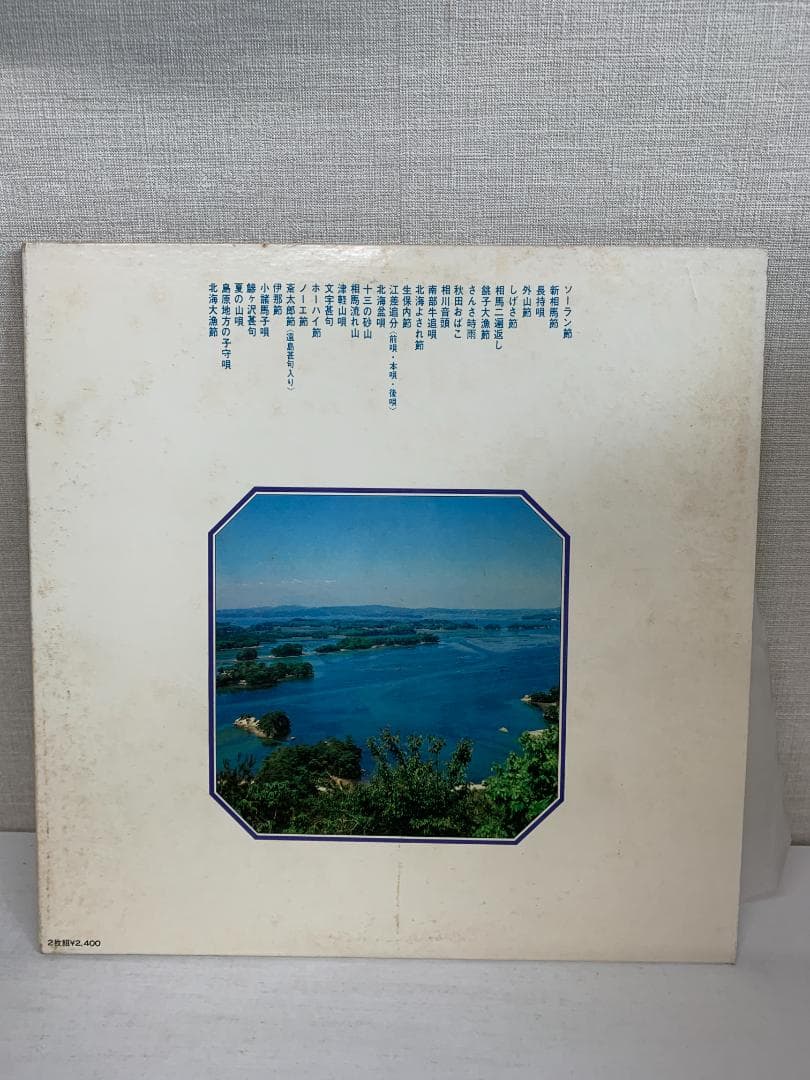 ソーラン節
新相馬節
長持唄
外山節
しげさ節
相馬二遍返し
銚子大漁節
さんさ時雨
秋田おばこ
相川音頭
南部牛追唄
北海よされ節
生保内節
江差追分(前唄・本唄・後唄)
北海盆唄
十三の砂山
相馬流れ山
津軽山唄
文字甚句
ホーハイ節
ノーエ節
斎太郎節(遠島甚句入り)
伊那節
小諸馬子唄
鰺ヶ沢甚句
夏の山唄
島原地方の子守唄
北海大漁節
2枚組¥2,400